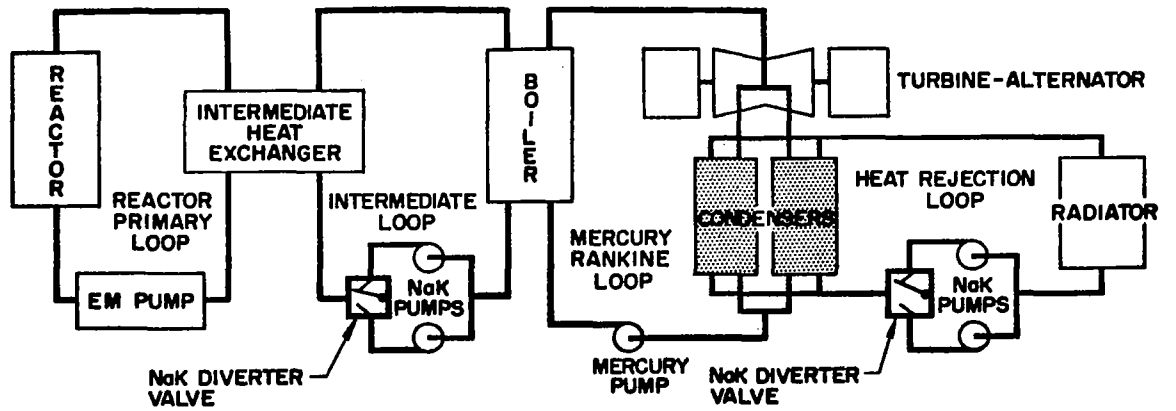 REACTOR
INTERMEDIATE
HEAT
EXCHANGER
REACTOR
PRIMARY
LOOP
EM PUMP
INTERMEDIATE
LOOP
NaK
PUMPS
NaK DIVERTER
VALVE
BOILER
TURBINE-ALTERNATOR
MERCURY
RANKINE
LOOP
MERCURY
PUMP
CONDENSERS
HEAT REJECTION
LOOP
RADIATOR
NaK
PUMPS
NaK DIVERTER
VALVE